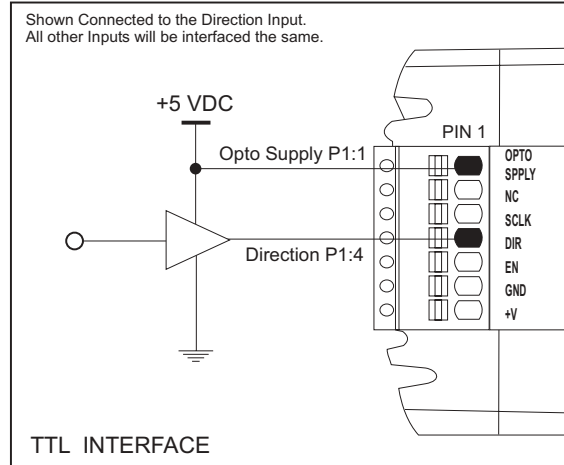 Shown Connected to the Direction Input.
All other Inputs will be interfaced the same.
+5 VDC
PIN 1
Opto Supply P1:1
OPTO
SPPLY
NC
SCLK
DIR
Direction P1:4
EN
GND
+V
TTL INTERFACE